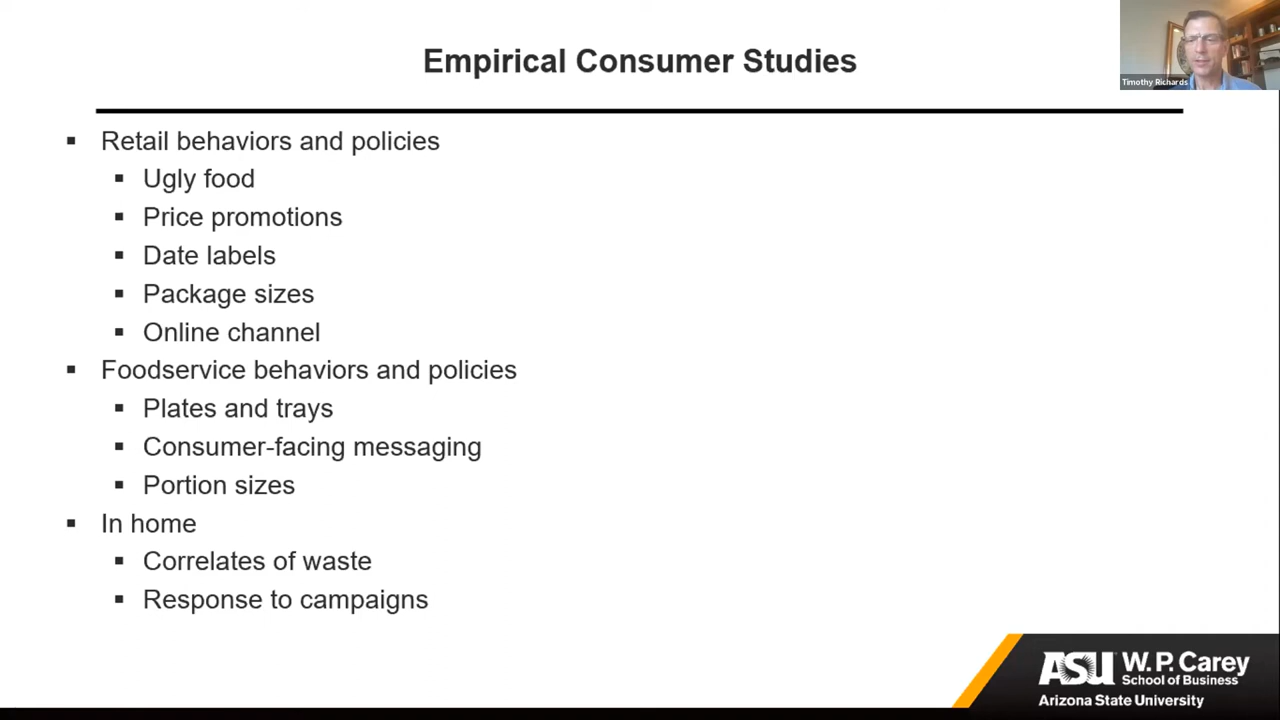 Empirical Consumer Studies
Timothy Richards
▪ Retail behaviors and policies
▪ Ugly food
▪ Price promotions
▪ Date labels
▪ Package sizes
▪ Online channel
▪ Foodservice behaviors and policies
▪ Plates and trays
▪ Consumer-facing messaging
▪ Portion sizes
▪ In home
▪ Correlates of waste
▪ Response to campaigns
ASU W. P. Carey
School of Business
Arizona State University